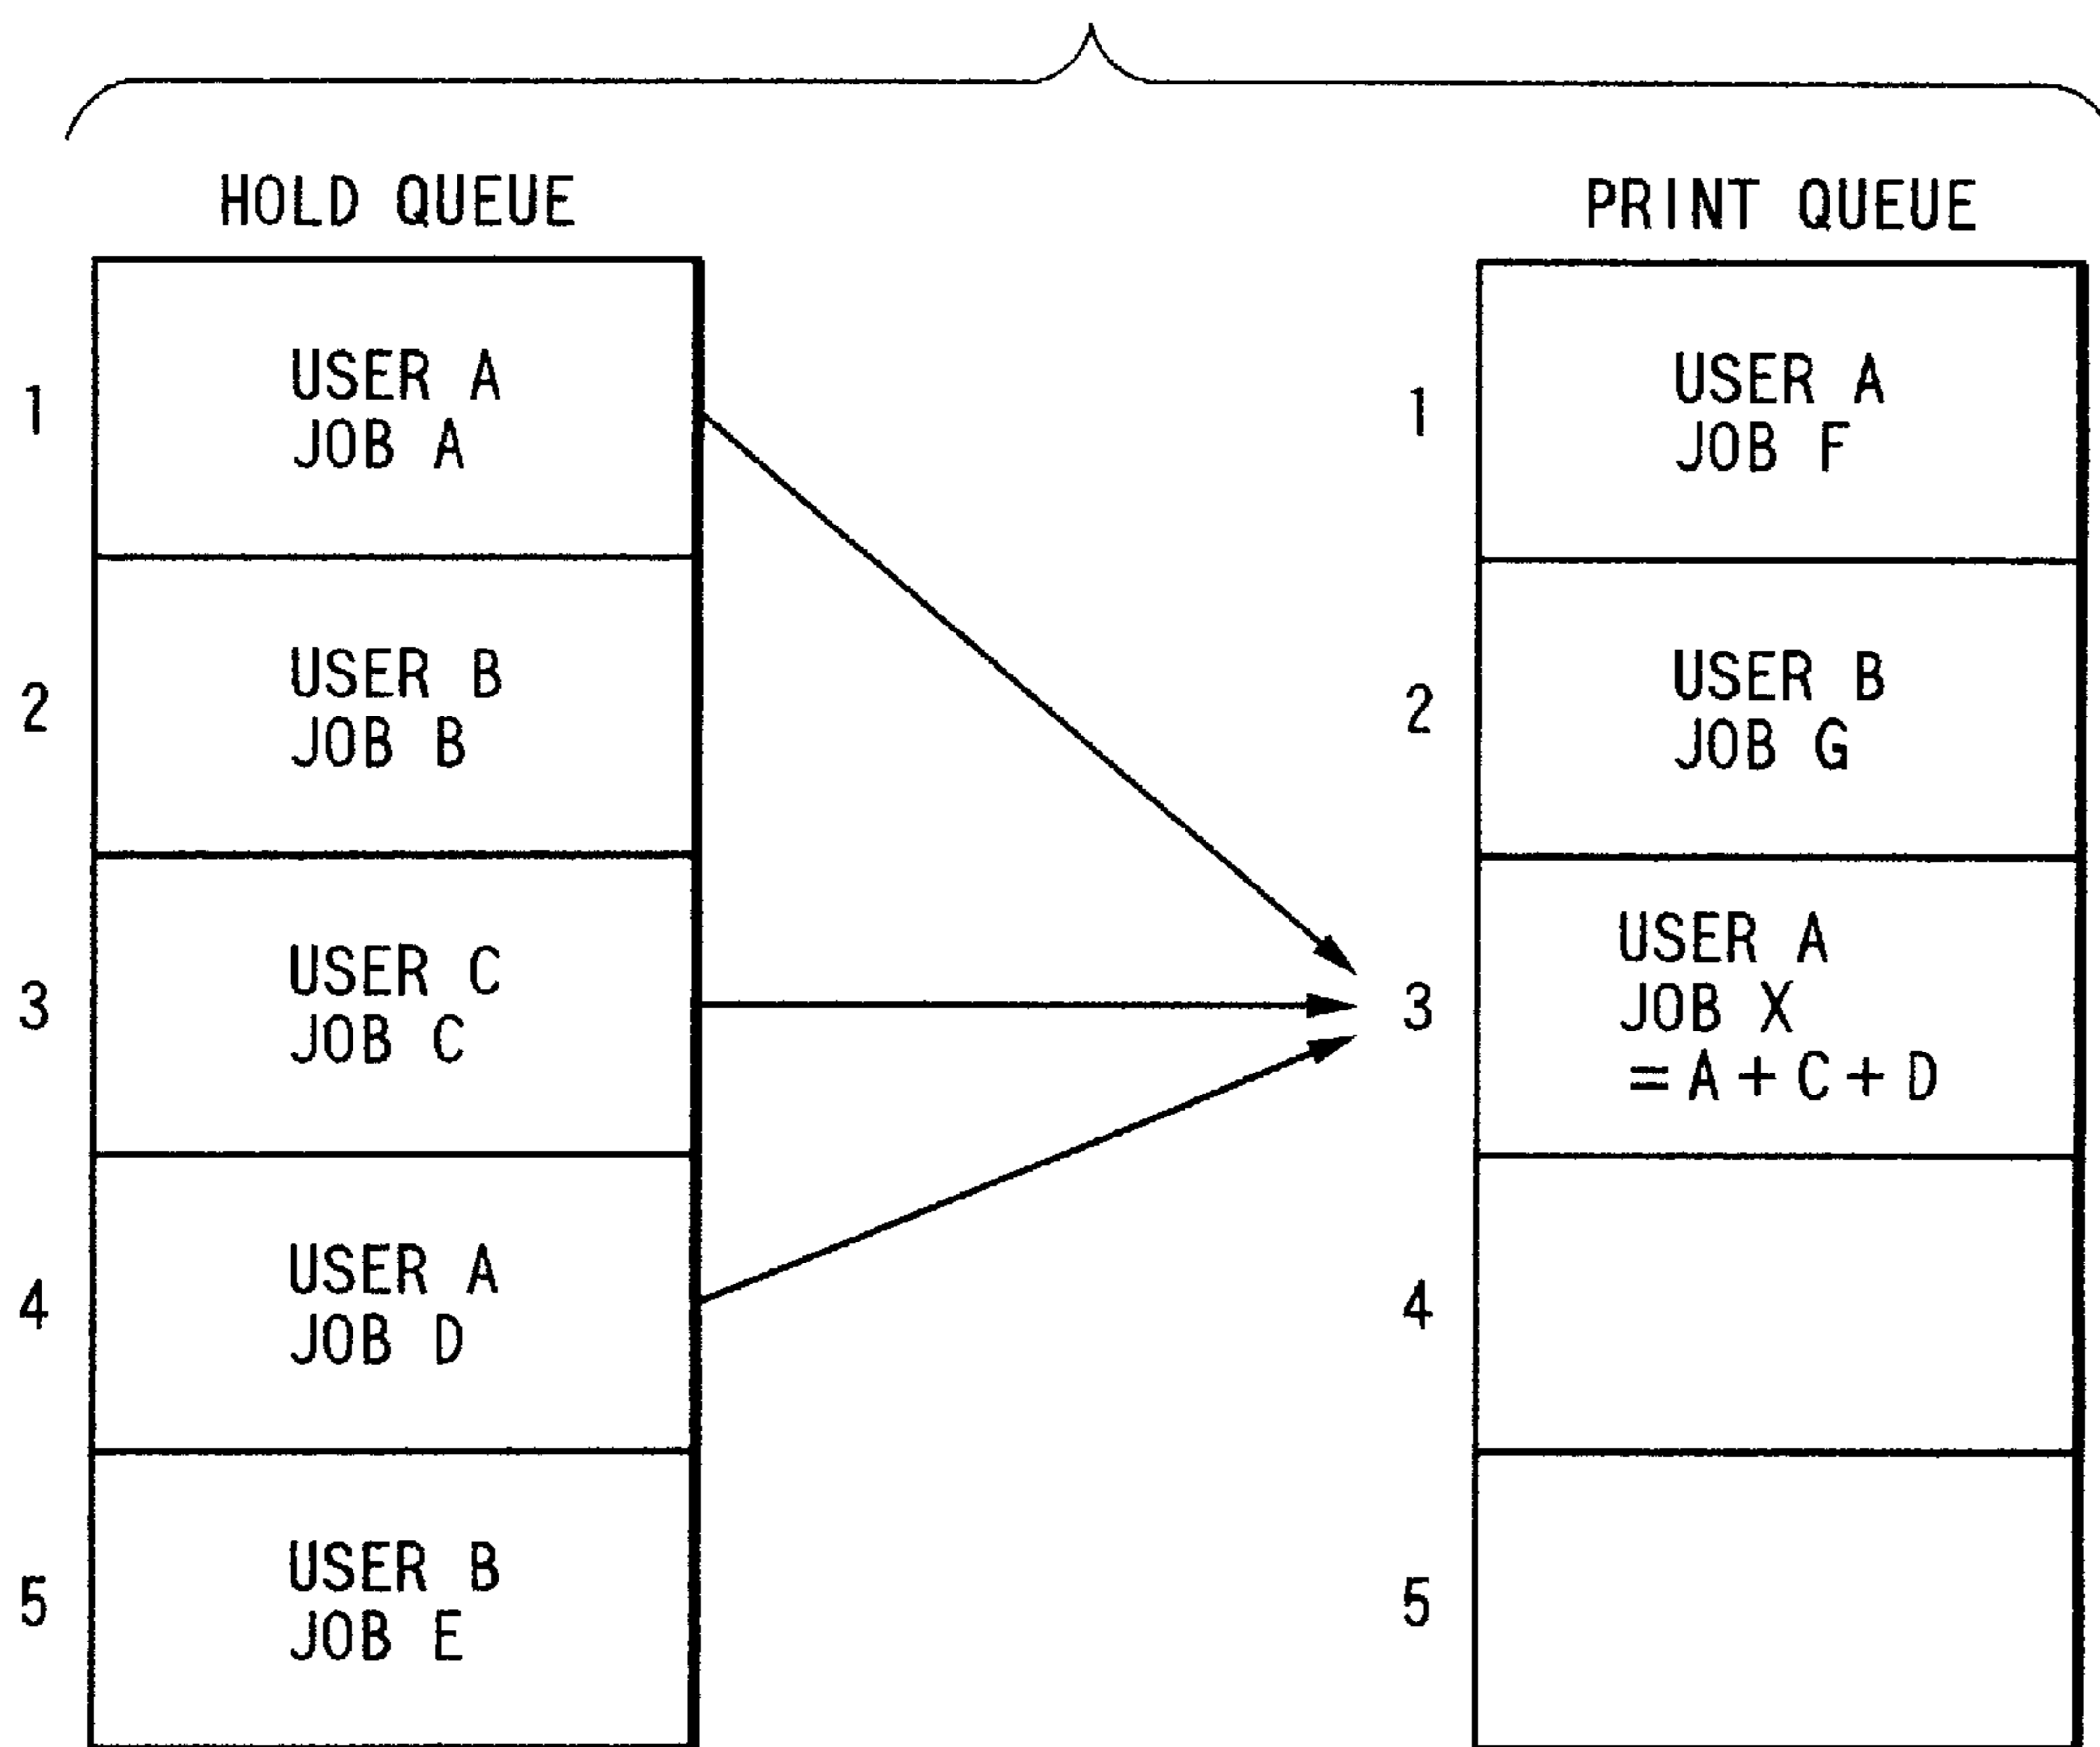 HOLD QUEUE
1
USER A
JOB A
2
USER B
JOB B
3
USER C
JOB C
4
USER A
JOB D
5
USER B
JOB E
PRINT QUEUE
1
USER A
JOB F
2
USER B
JOB G
3
USER A
JOB X
= A + C + D
4
5